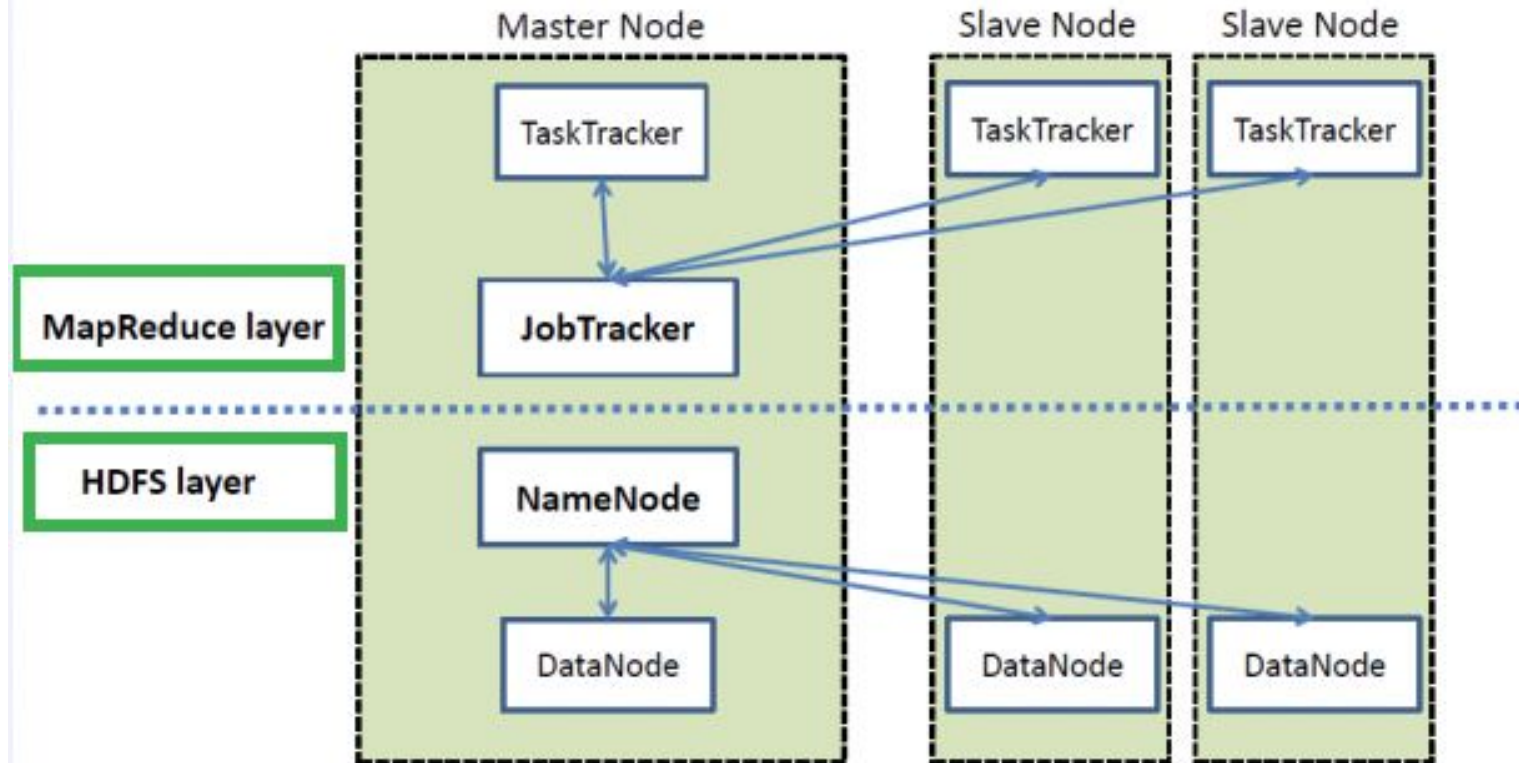 Master Node
Slave Node
Slave Node
TaskTracker
TaskTracker
TaskTracker
MapReduce layer
JobTracker
HDFS layer
NameNode
DataNode
DataNode
DataNode